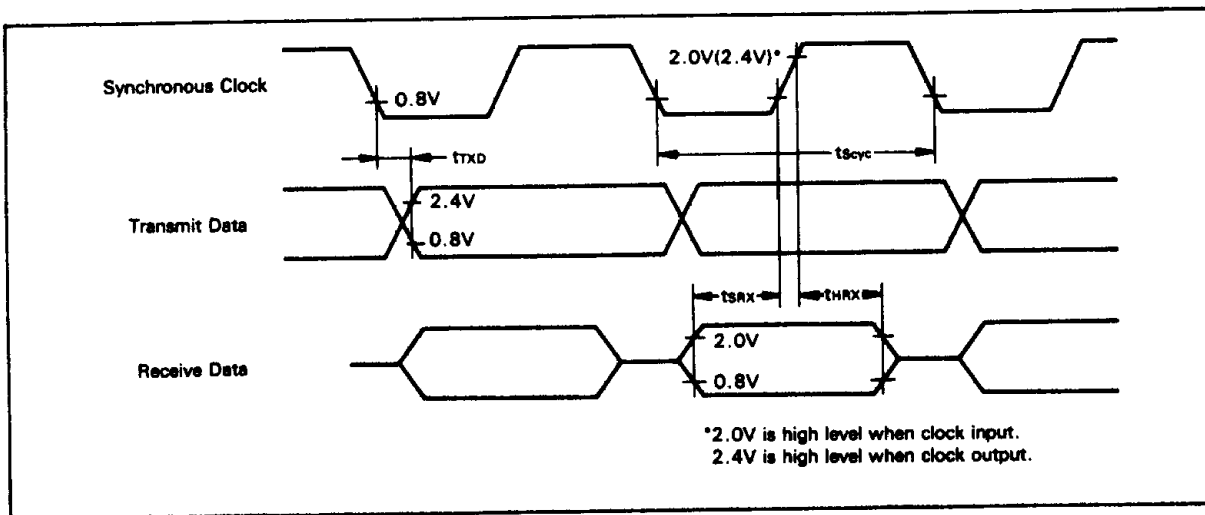 Synchronous Clock
0.8V
2.0V(2.4V)*
tTXD
tScyc
Transmit Data
2.4V
0.8V
tSRX
tHRX
Receive Data
2.0V
0.8V
*2.0V is high level when clock input.
2.4V is high level when clock output.